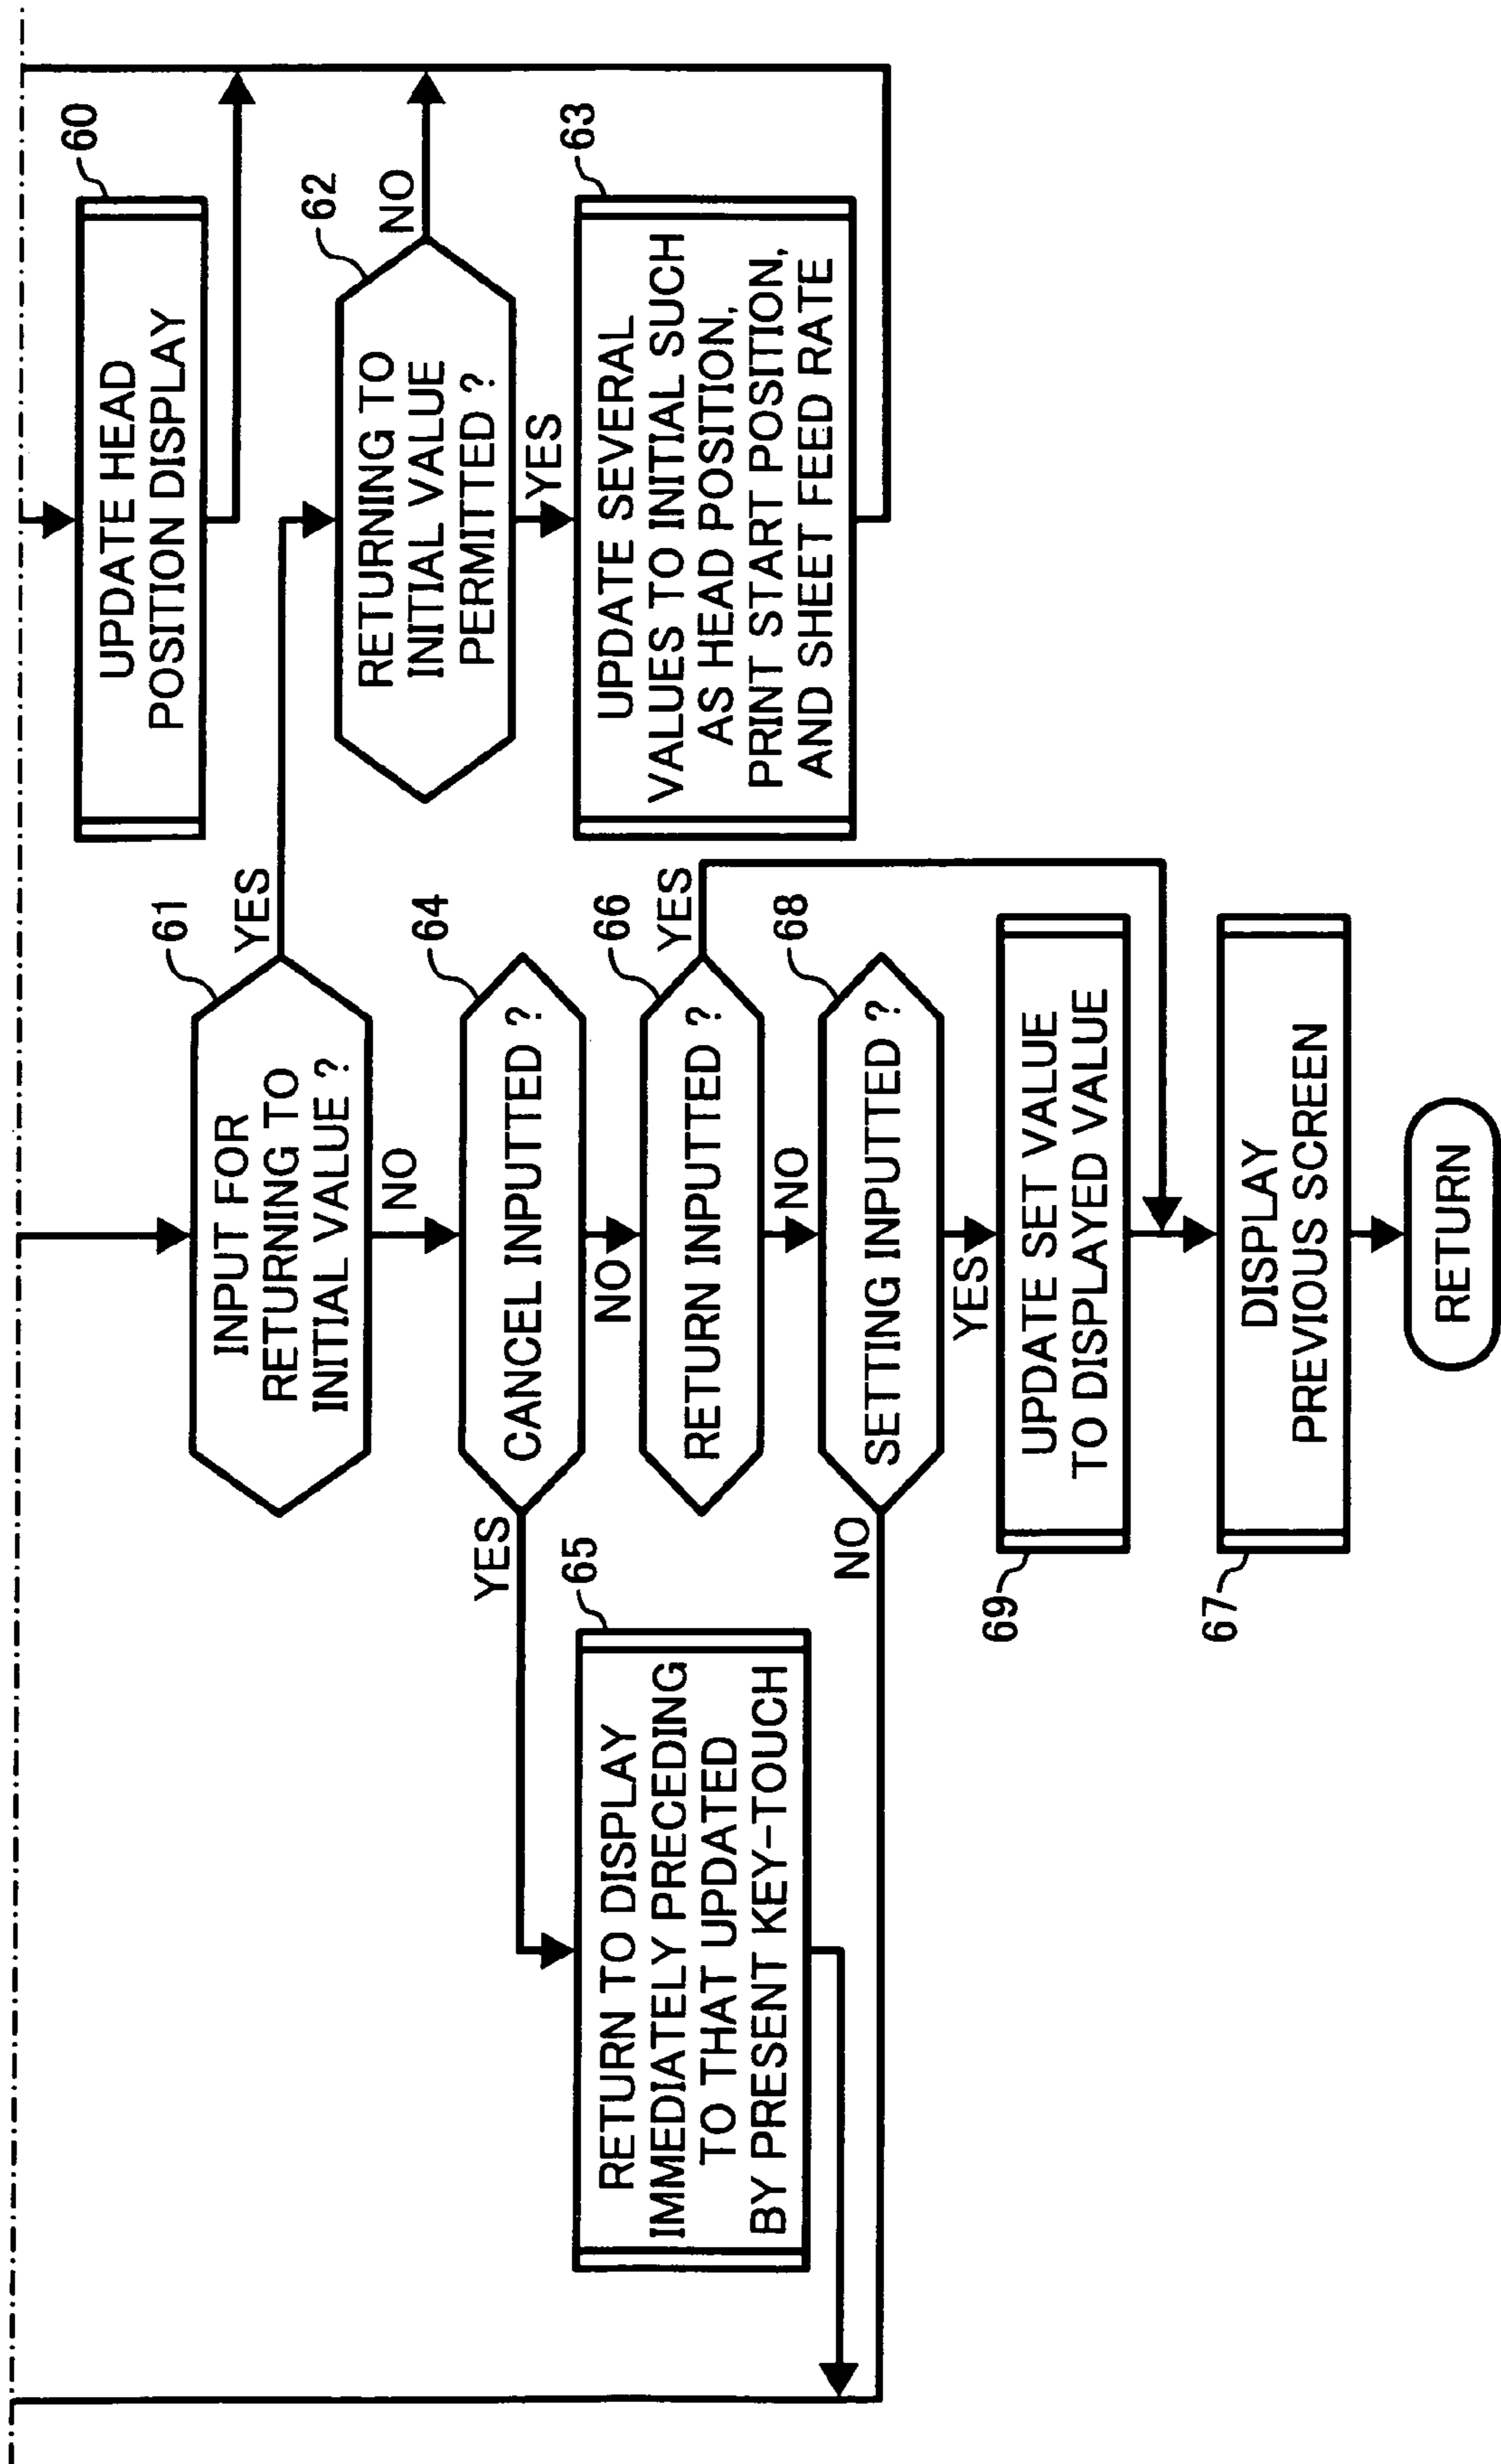 60
UPDATE HEAD
POSITION DISPLAY
61
INPUT FOR
RETURNING TO
INITIAL VALUE ?
YES
NO
62
RETURNING TO
INITIAL VALUE
PERMITTED ?
NO
YES
63
UPDATE SEVERAL
VALUES TO INITIAL SUCH
AS HEAD POSITION,
PRINT START POSITION,
AND SHEET FEED RATE
64
CANCEL INPUTTED ?
YES
NO
65
RETURN TO DISPLAY
IMMEDIATELY PRECEDING
TO THAT UPDATED
BY PRESENT KEY-TOUCH
66
RETURN INPUTTED ?
YES
NO
68
SETTING INPUTTED ?
NO
YES
69
UPDATE SET VALUE
TO DISPLAYED VALUE
67
DISPLAY
PREVIOUS SCREEN
RETURN